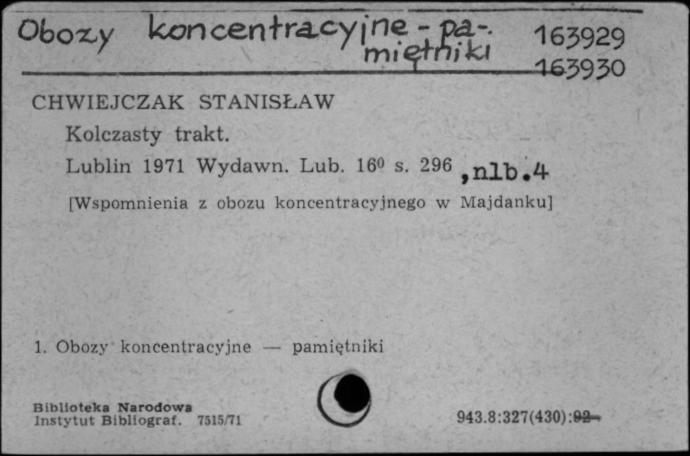 Obozy koncentracyjne - pa-
miętniki
163929
163930
CHWIEJCZAK STANISŁAW
Kolczasty trakt.
Lublin 1971 Wydawn. Lub. 16⁰ s. 296 , nlb. 4
[Wspomnienia z obozu koncentracyjnego w Majdanku]
1. Obozy koncentracyjne — pamiętniki
Biblioteka Narodowa
Instytut Bibliograf. 7515/71
943.8:327(430):92-